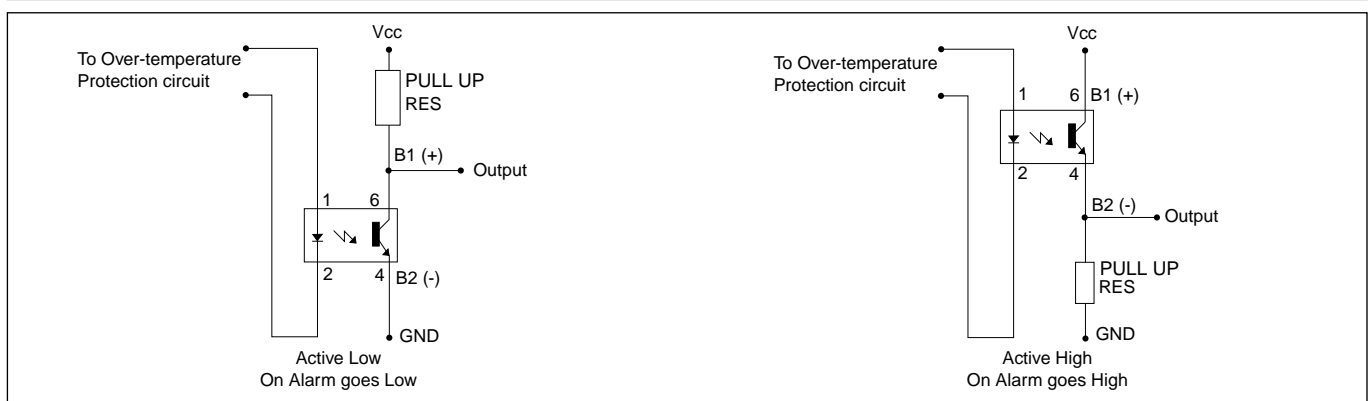 To Over-temperature
Protection circuit
Vcc
PULL UP
RES
B1 (+)
Output
1
6
2
4
B2 (-)
GND
Active Low
On Alarm goes Low
To Over-temperature
Protection circuit
Vcc
1
6
B1 (+)
2
4
B2 (-)
Output
PULL UP
RES
GND
Active High
On Alarm goes High